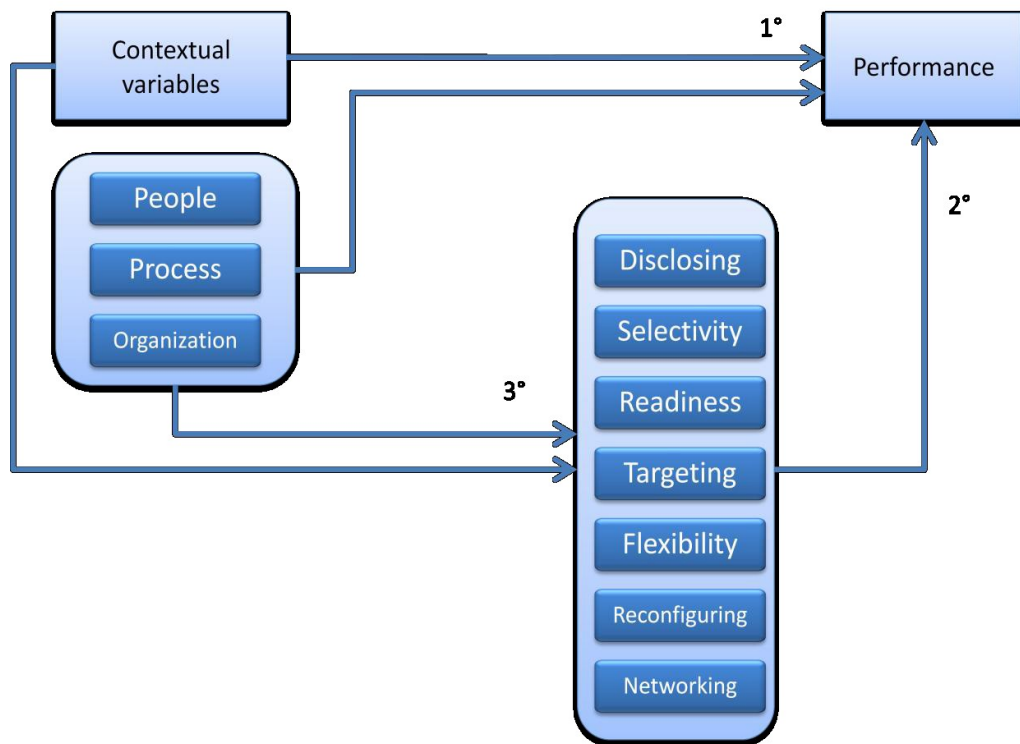 Contextual
variables
1°
Performance
People
Process
Organization
2°
Disclosing
Selectivity
Readiness
3°
Targeting
Flexibility
Reconfiguring
Networking